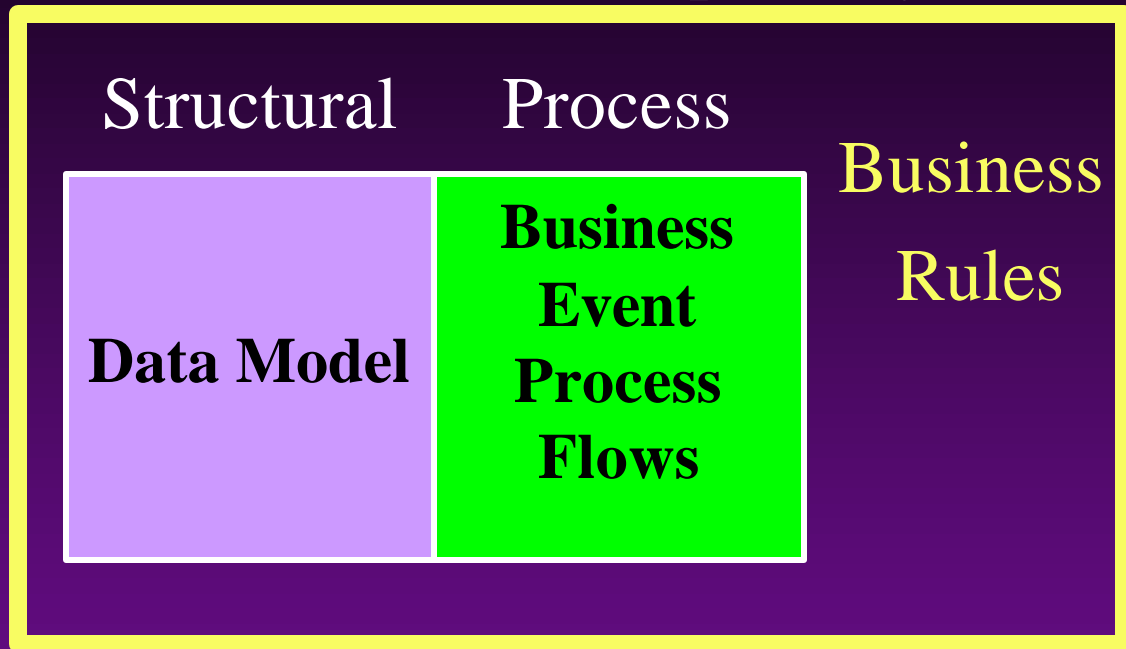 Structural
Process
Business
Rules
Data Model
Business
Event
Process
Flows